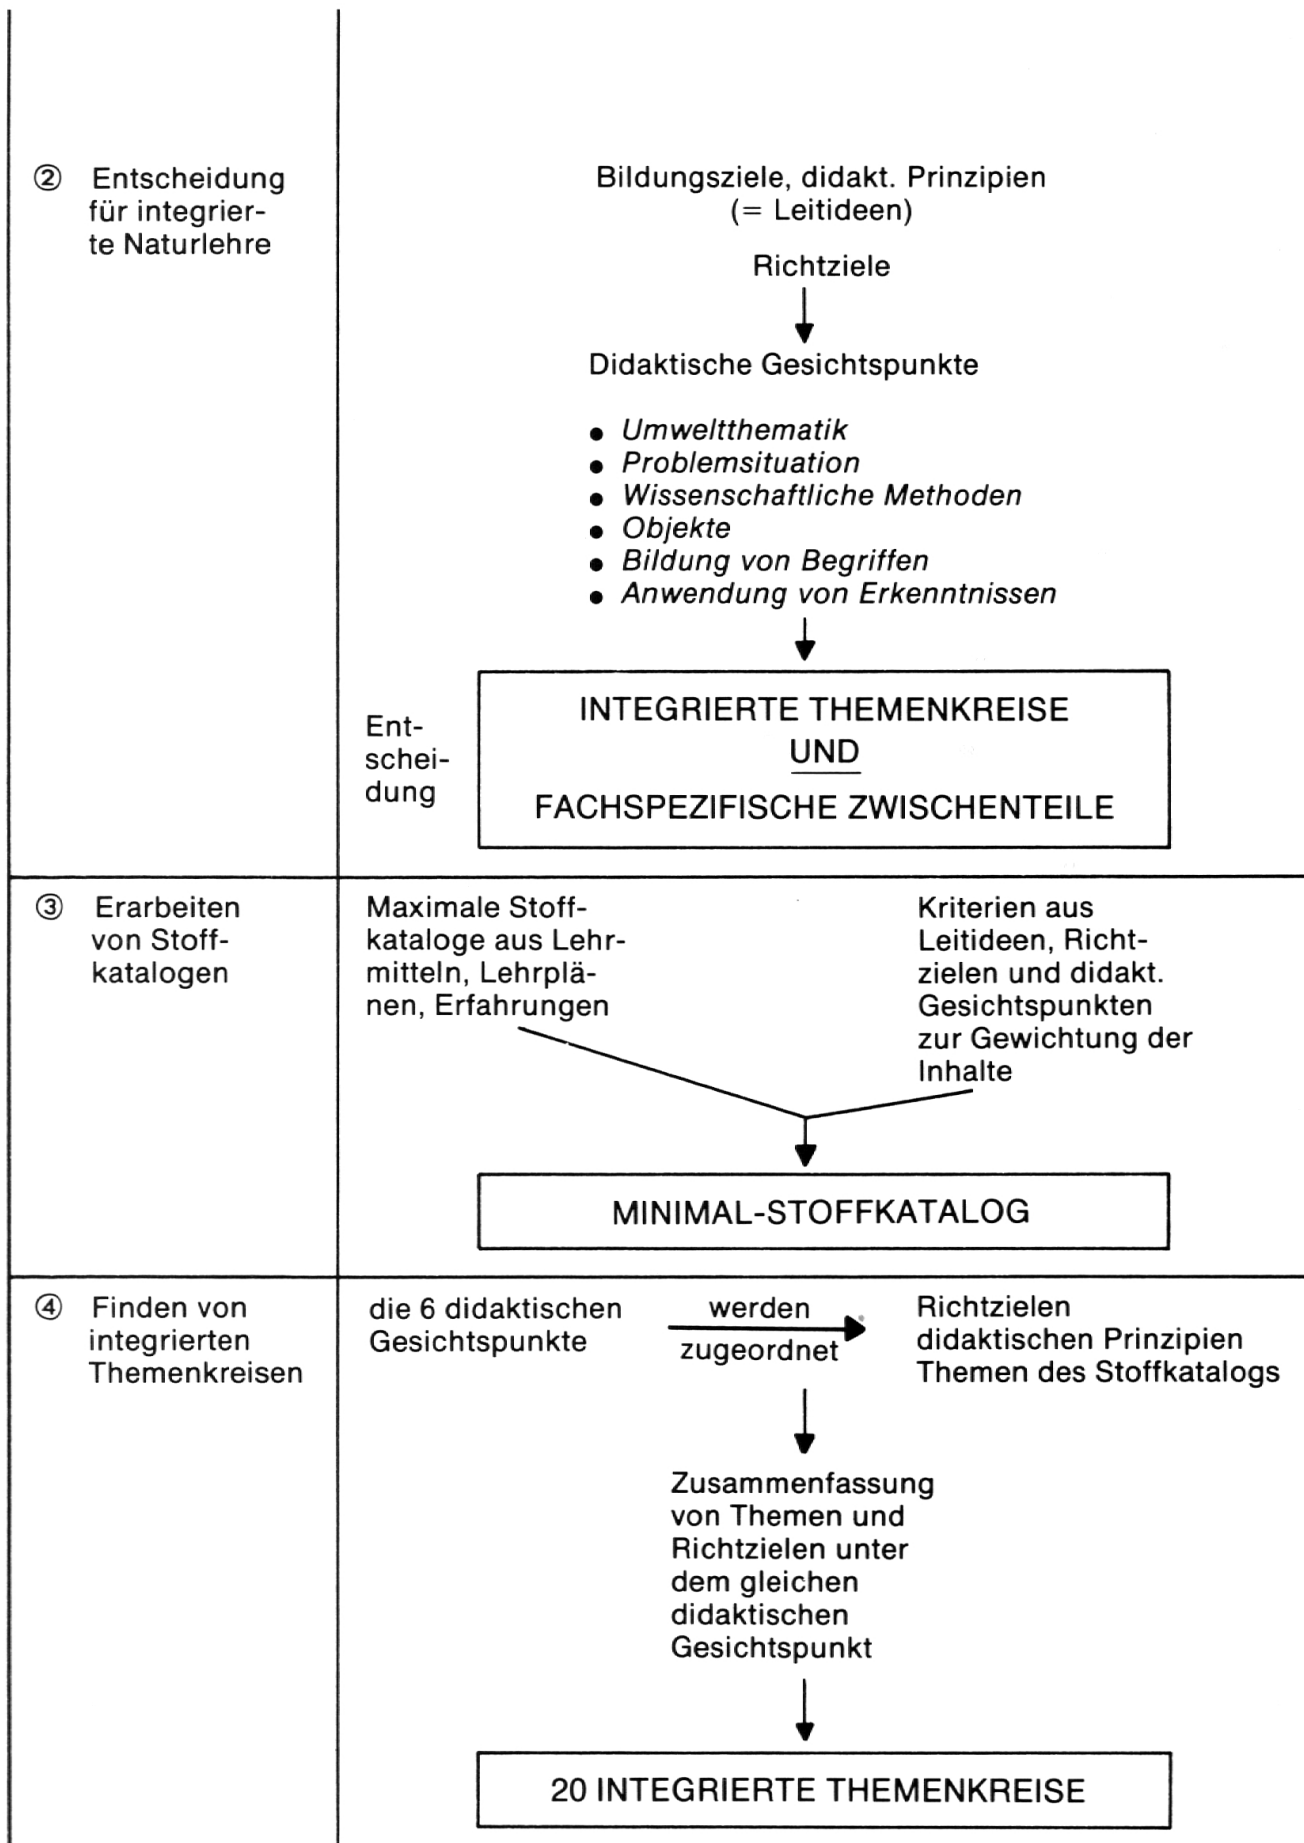 ② Entscheidung
für integrier-
te Naturlehre
Bildungsziele, didakt. Prinzipien
(= Leitideen)
Richtziele
Didaktische Gesichtspunkte
● Umweltthematik
● Problemsituation
● Wissenschaftliche Methoden
● Objekte
● Bildung von Begriffen
● Anwendung von Erkenntnissen
Ent-
schei-
dung
INTEGRIERTE THEMENKREISE
UND
FACHSPEZIFISCHE ZWISCHENTEILE
③ Erarbeiten
von Stoff-
katalogen
Maximale Stoff-
kataloge aus Lehr-
mitteln, Lehrplä-
nen, Erfahrungen
Kriterien aus
Leitideen, Richt-
zielen und didakt.
Gesichtspunkten
zur Gewichtung der
Inhalte
MINIMAL-STOFFKATALOG
④ Finden von
integrierten
Themenkreisen
die 6 didaktischen
Gesichtspunkte
werden
zugeordnet
Richtzielen
didaktischen Prinzipien
Themen des Stoffkatalogs
Zusammenfassung
von Themen und
Richtzielen unter
dem gleichen
didaktischen
Gesichtspunkt
20 INTEGRIERTE THEMENKREISE